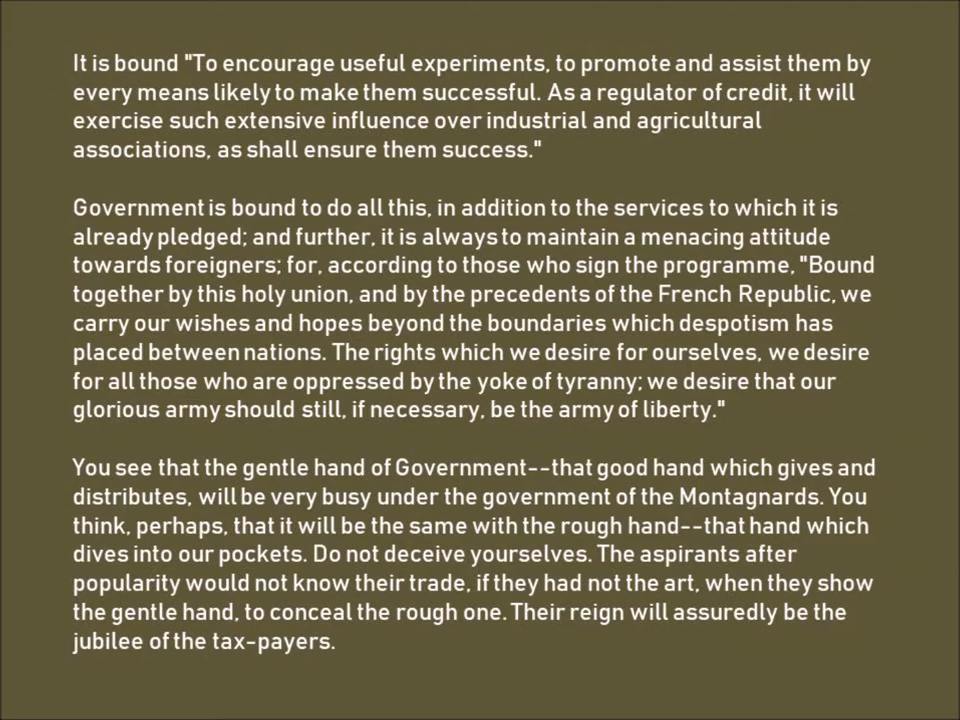 It is bound "To encourage useful experiments, to promote and assist them by
every means likely to make them successful. As a regulator of credit, it will
exercise such extensive influence over industrial and agricultural
associations, as shall ensure them success."
Government is bound to do all this, in addition to the services to which it is
already pledged; and further, it is always to maintain a menacing attitude
towards foreigners; for, according to those who sign the programme, "Bound
together by this holy union, and by the precedents of the French Republic, we
carry our wishes and hopes beyond the boundaries which despotism has
placed between nations. The rights which we desire for ourselves, we desire
for all those who are oppressed by the yoke of tyranny; we desire that our
glorious army should still, if necessary, be the army of liberty."
You see that the gentle hand of Government--that good hand which gives and
distributes, will be very busy under the government of the Montagnards. You
think, perhaps, that it will be the same with the rough hand--that hand which
dives into our pockets. Do not deceive yourselves. The aspirants after
popularity would not know their trade, if they had not the art, when they show
the gentle hand, to conceal the rough one. Their reign will assuredly be the
jubilee of the tax-payers.